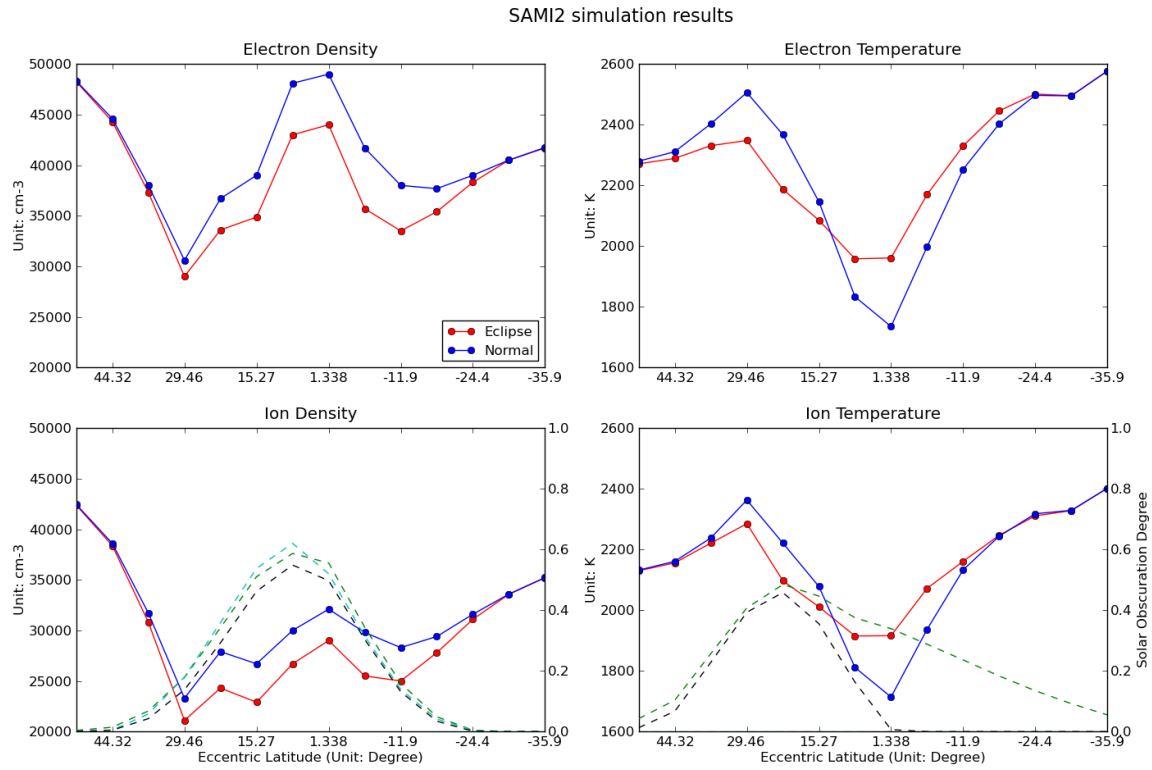 SAMI2 simulation results
Electron Density
50000
45000
40000
35000
30000
25000
20000
Unit: cm-3
Eclipse
Normal
44.32 29.46 15.27 1.338 -11.9 -24.4 -35.9
Electron Temperature
2600
2400
2200
2000
1800
1600
Unit: K
44.32 29.46 15.27 1.338 -11.9 -24.4 -35.9
Ion Density
50000
45000
40000
35000
30000
25000
20000
Unit: cm-3
1.0
0.8
0.6
0.4
0.2
0.0
44.32 29.46 15.27 1.338 -11.9 -24.4 -35.9
Eccentric Latitude (Unit: Degree)
Ion Temperature
2600
2400
2200
2000
1800
1600
Unit: K
1.0
0.8
0.6
0.4
0.2
0.0
Solar Obscuration Degree
44.32 29.46 15.27 1.338 -11.9 -24.4 -35.9
Eccentric Latitude (Unit: Degree)